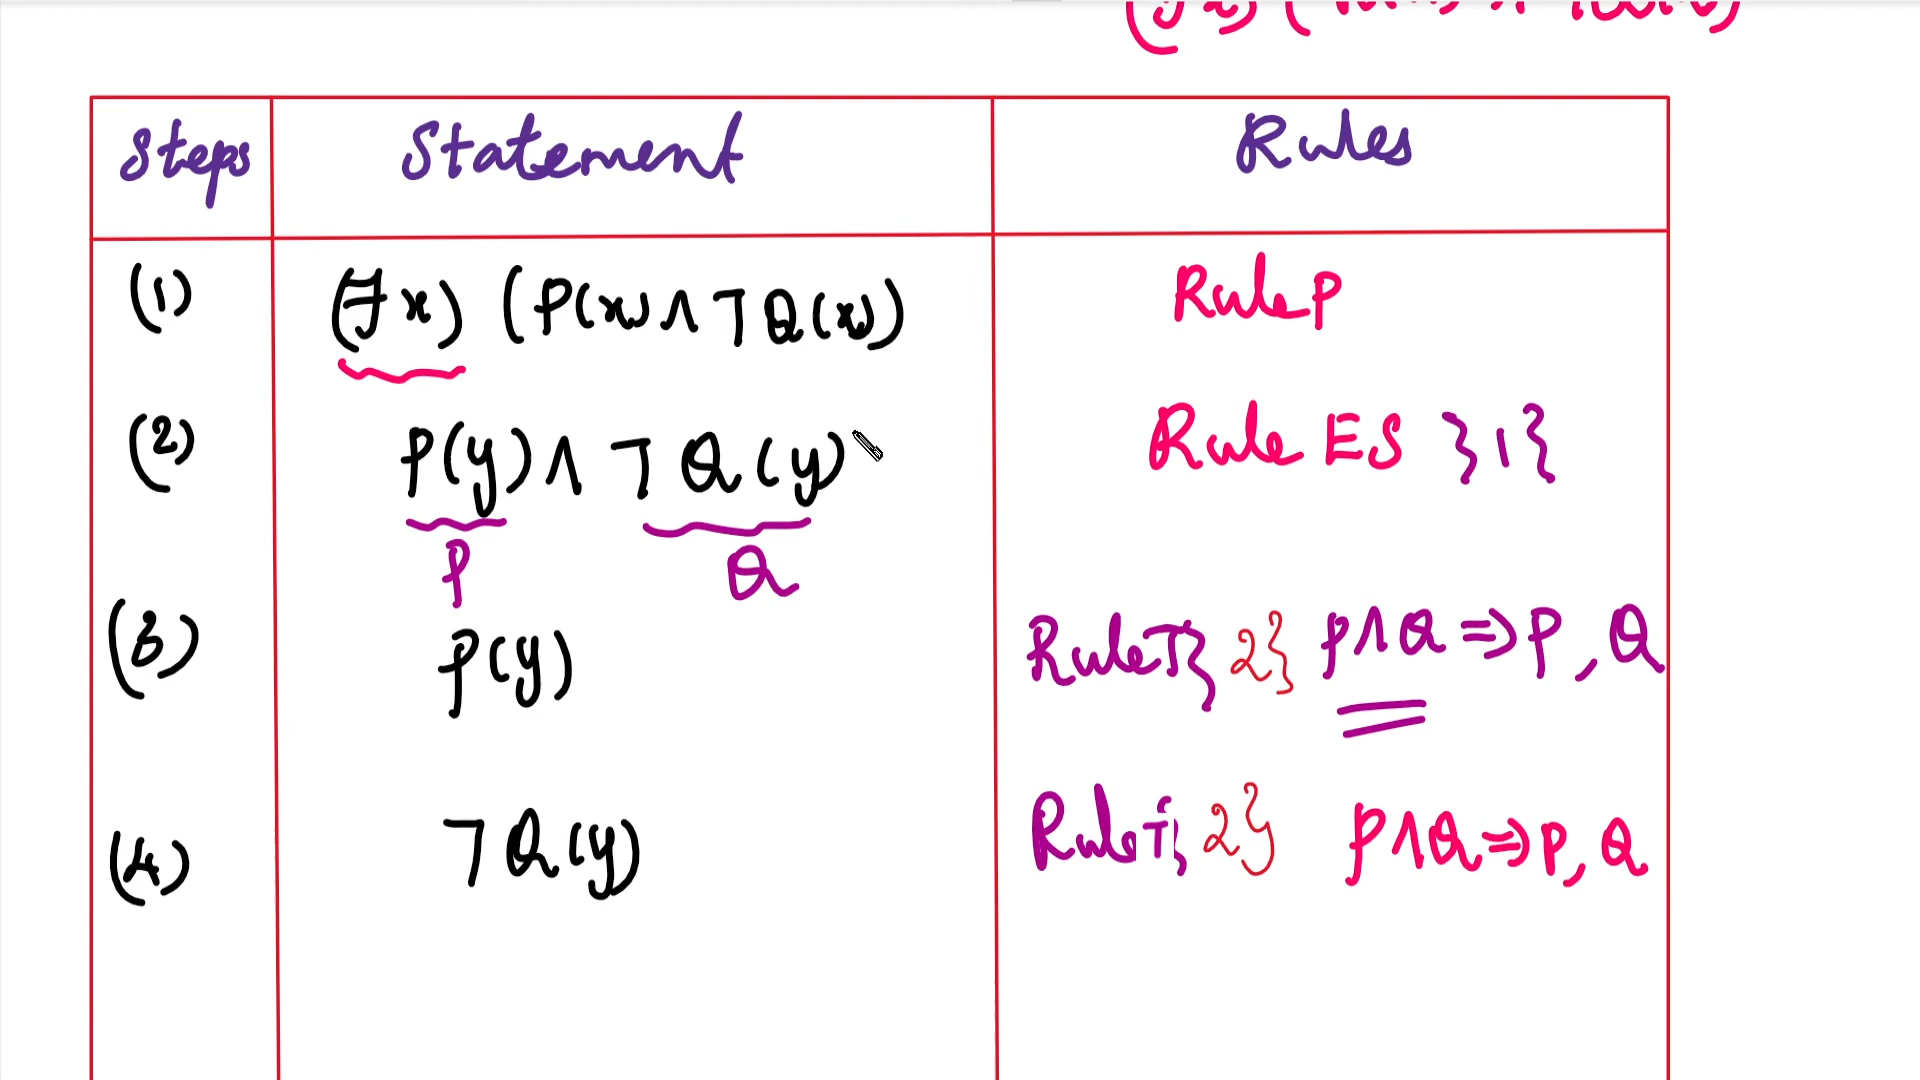 Steps Statement Rules
(1) (∃x) (P(x) ∧ ¬Q(x)) Rule P
(2) P(y) ∧ ¬Q(y) Rule ES }1{
P Q
(3) P(y) Rule T{ 2} P∧Q ⇒ P, Q
(4) ¬Q(y) Rule T{ 2} P∧Q ⇒ P, Q